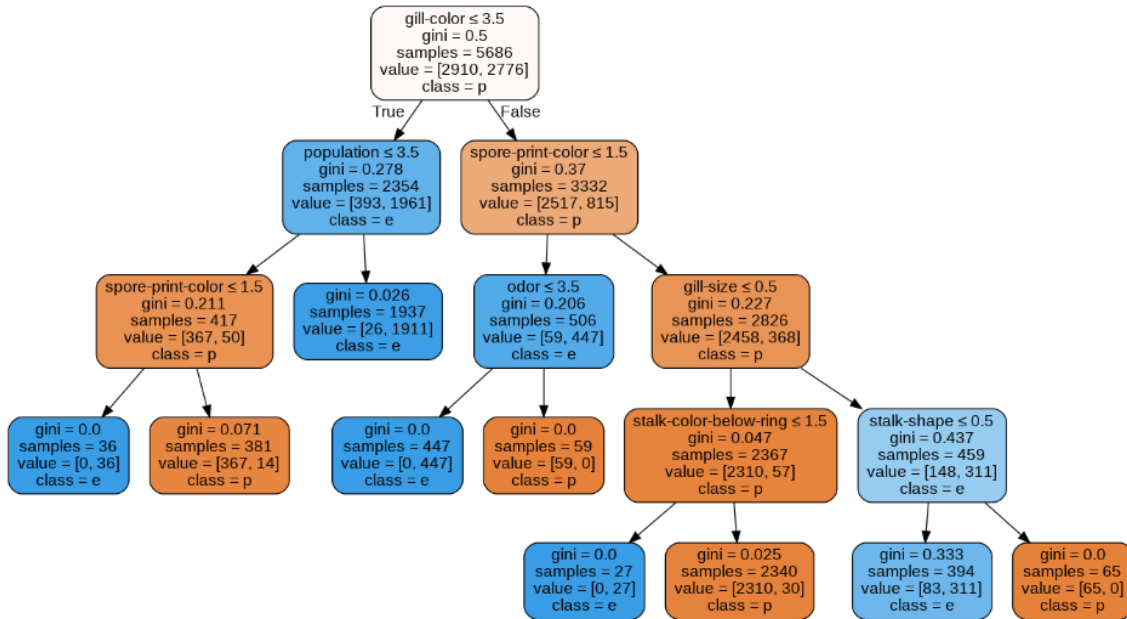 gill-color ≤ 3.5
gini = 0.5
samples = 5686
value = [2910, 2776]
class = p
True
False
population ≤ 3.5
gini = 0.278
samples = 2354
value = [393, 1961]
class = e
spore-print-color ≤ 1.5
gini = 0.37
samples = 3332
value = [2517, 815]
class = p
spore-print-color ≤ 1.5
gini = 0.211
samples = 417
value = [367, 50]
class = p
gini = 0.026
samples = 1937
value = [26, 1911]
class = e
odor ≤ 3.5
gini = 0.206
samples = 506
value = [59, 447]
class = e
gill-size ≤ 0.5
gini = 0.227
samples = 2826
value = [2458, 368]
class = p
gini = 0.0
samples = 36
value = [0, 36]
class = e
gini = 0.071
samples = 381
value = [367, 14]
class = p
gini = 0.0
samples = 447
value = [0, 447]
class = e
gini = 0.0
samples = 59
value = [59, 0]
class = p
stalk-color-below-ring ≤ 1.5
gini = 0.047
samples = 2367
value = [2310, 57]
class = p
stalk-shape ≤ 0.5
gini = 0.437
samples = 459
value = [148, 311]
class = e
gini = 0.0
samples = 27
value = [0, 27]
class = e
gini = 0.025
samples = 2340
value = [2310, 30]
class = p
gini = 0.333
samples = 394
value = [83, 311]
class = e
gini = 0.0
samples = 65
value = [65, 0]
class = p